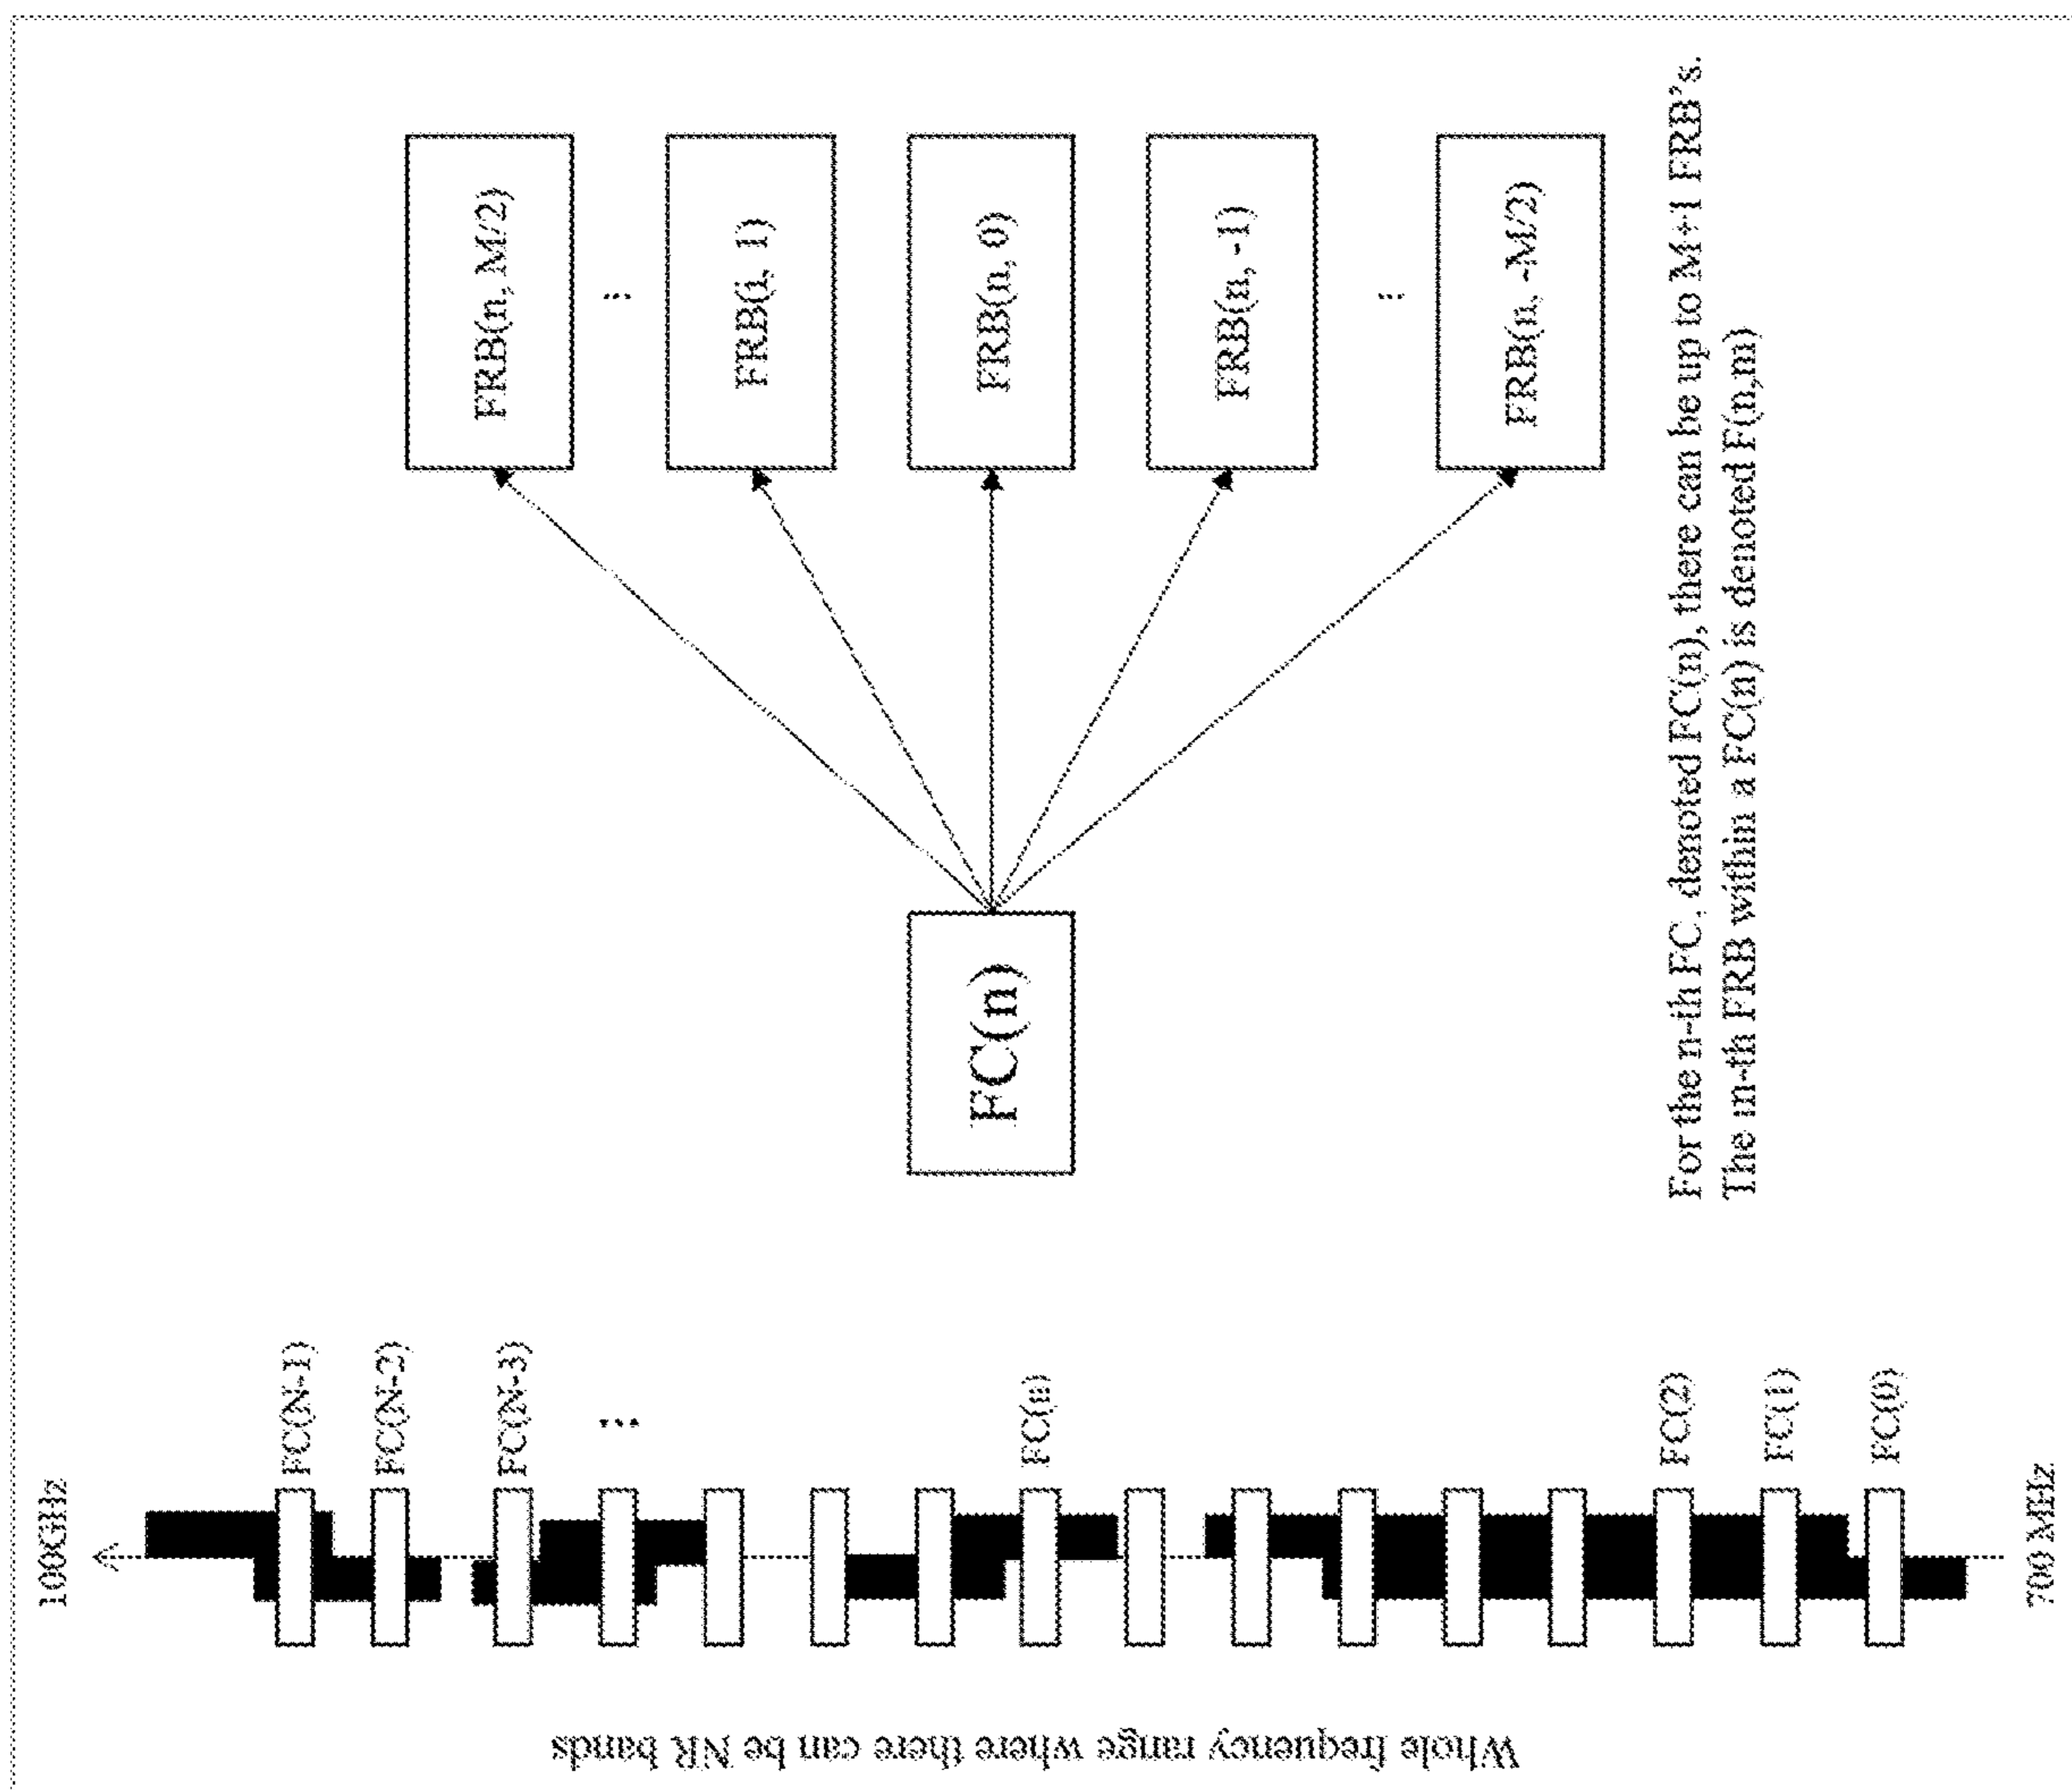 Whole frequency range where there can be NR bands
100GHz
FC(N-1)
FC(N-2)
FC(N-3)
...
FC(n)
FC(2)
FC(1)
FC(0)
700 MHz
FC(n)
FRB(n, M/2)
...
FRB(i, 1)
FRB(n, 0)
FRB(n, -1)
...
FRB(n, -M/2)
For the n-th FC, denoted FC(n), there can be up to M+1 FRB's.
The m-th FRB within a FC(n) is denoted F(n,m)